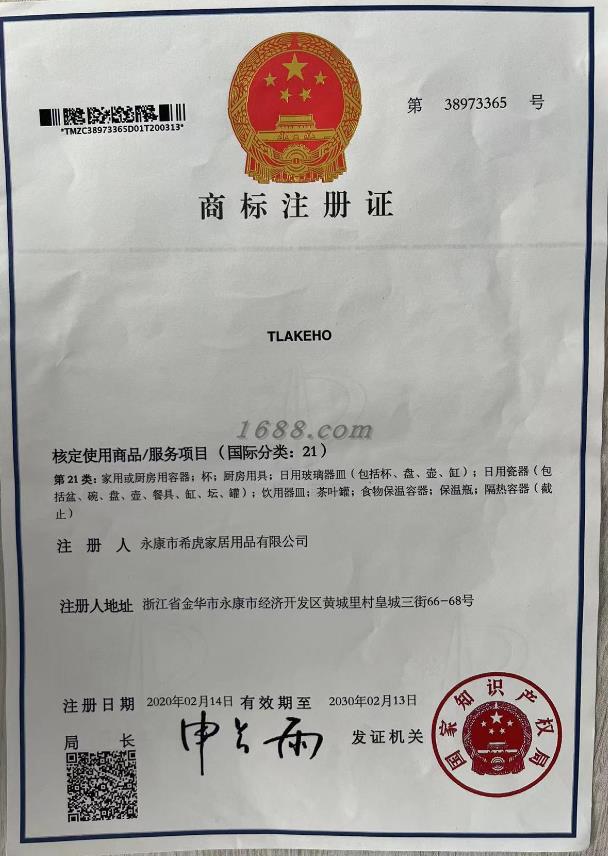 第 38973365 号
*TMZC38973365D01T200313*
商标注册证
TLAKEHO
1688.com
核定使用商品/服务项目（国际分类：21）
第 21 类：家用或厨房用容器；杯；厨房用具；日用玻璃器皿（包括杯、盘、壶、缸）；日用瓷器（包
括盆、碗、盘、壶、餐具、缸、坛、罐）；饮用器皿；茶叶罐；食物保温容器；保温瓶；隔热容器（截
止）
注 册 人 永康市希虎家居用品有限公司
注册人地址 浙江省金华市永康市经济开发区黄城里村皇城三街66-68号
注册日期 2020年02月14日 有效期至 2030年02月13日
局 长 申长雨 发证机关
国家知识产权局